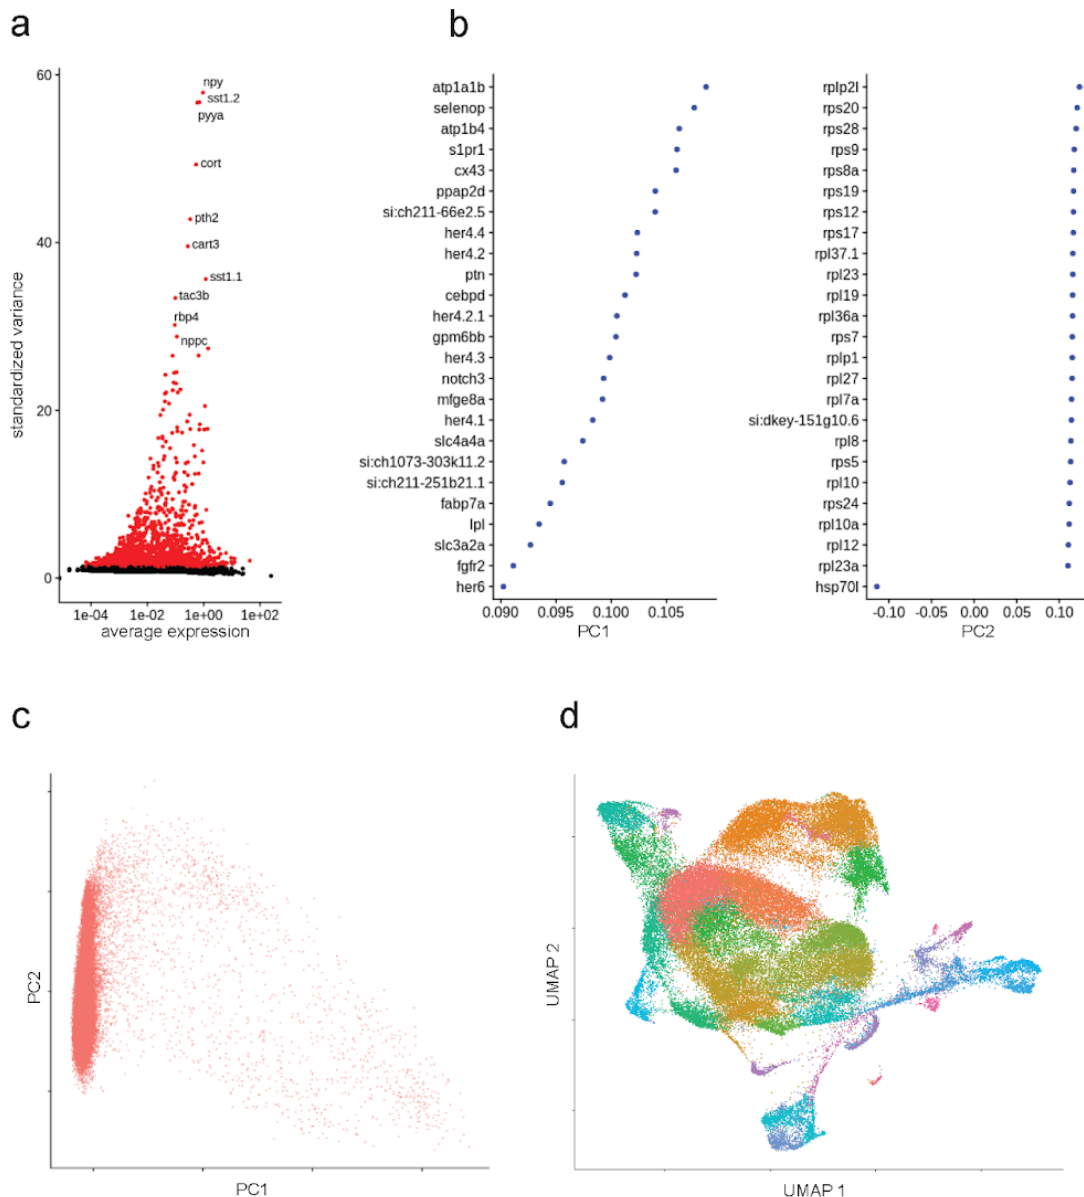 a
b
60
40
20
0
standardized variance
npy
sst1.2
pyya
cort
pth2
cart3
sst1.1
tac3b
rbp4
nppc
1e-04 1e-02 1e+00 1e+02
average expression
atp1a1b
selenop
atp1b4
s1pr1
cx43
ppap2d
si:ch211-66e2.5
her4.4
her4.2
ptn
cebpd
her4.2.1
gpm6bb
her4.3
notch3
mfge8a
her4.1
slc4a4a
si:ch1073-303k11.2
si:ch211-251b21.1
fabp7a
lpl
slc3a2a
fgfr2
her6
0.090 0.095 0.100 0.105
PC1
rplp2l
rps20
rps28
rps9
rps8a
rps19
rps12
rps17
rpl37.1
rpl23
rpl19
rpl36a
rps7
rplp1
rpl27
rpl7a
si:dkey-151g10.6
rpl8
rps5
rpl10
rps24
rpl10a
rpl12
rpl23a
hsp70l
-0.10 -0.05 0.00 0.05 0.10
PC2
c
PC2
PC1
d
UMAP 2
UMAP 1